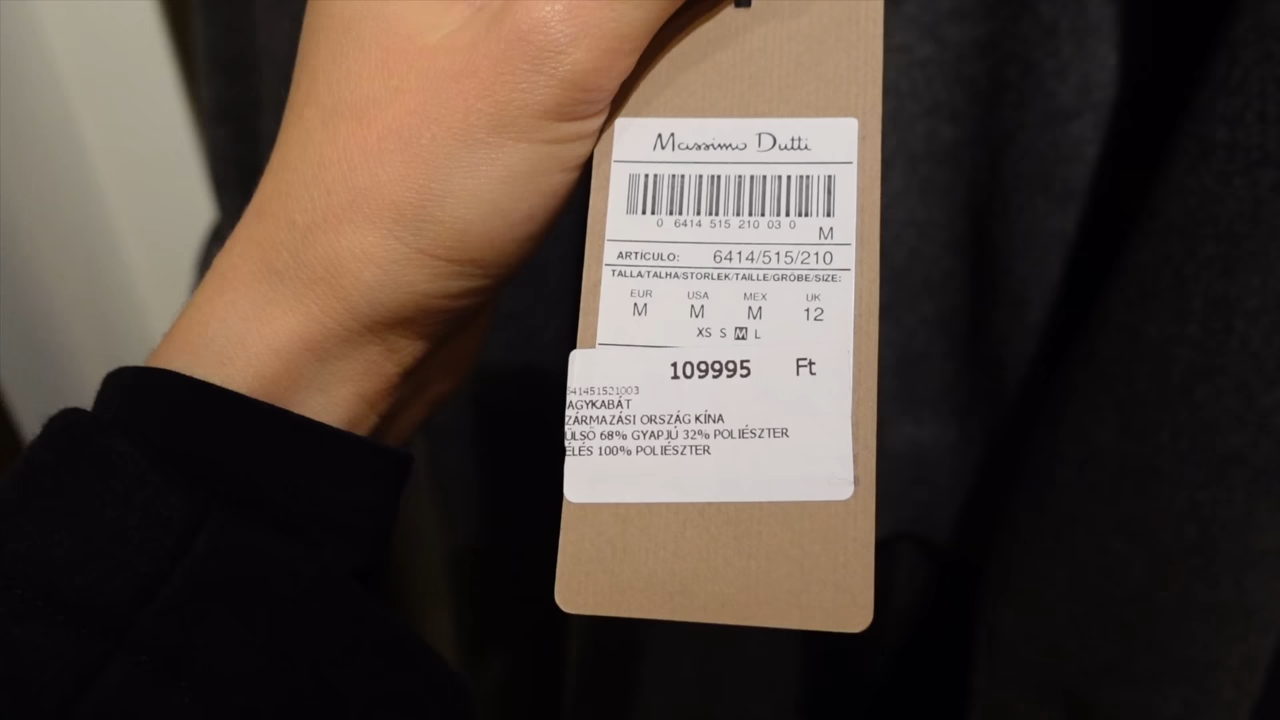 Massimo Dutti
0 6414 515 210 03 0
M
ARTÍCULO: 6414/515/210
TALLA/TALHA/STORLEK/TAILLE/GRÖBE/SIZE:
EUR USA MEX UK
M M M 12
XS S M L
109995 Ft
641451521003
AGYKABÁT
ZÁRMAZÁSI ORSZÁG KÍNA
ÜLSŐ 68% GYAPJÚ 32% POLIÉSZTER
ÉLÉS 100% POLIÉSZTER